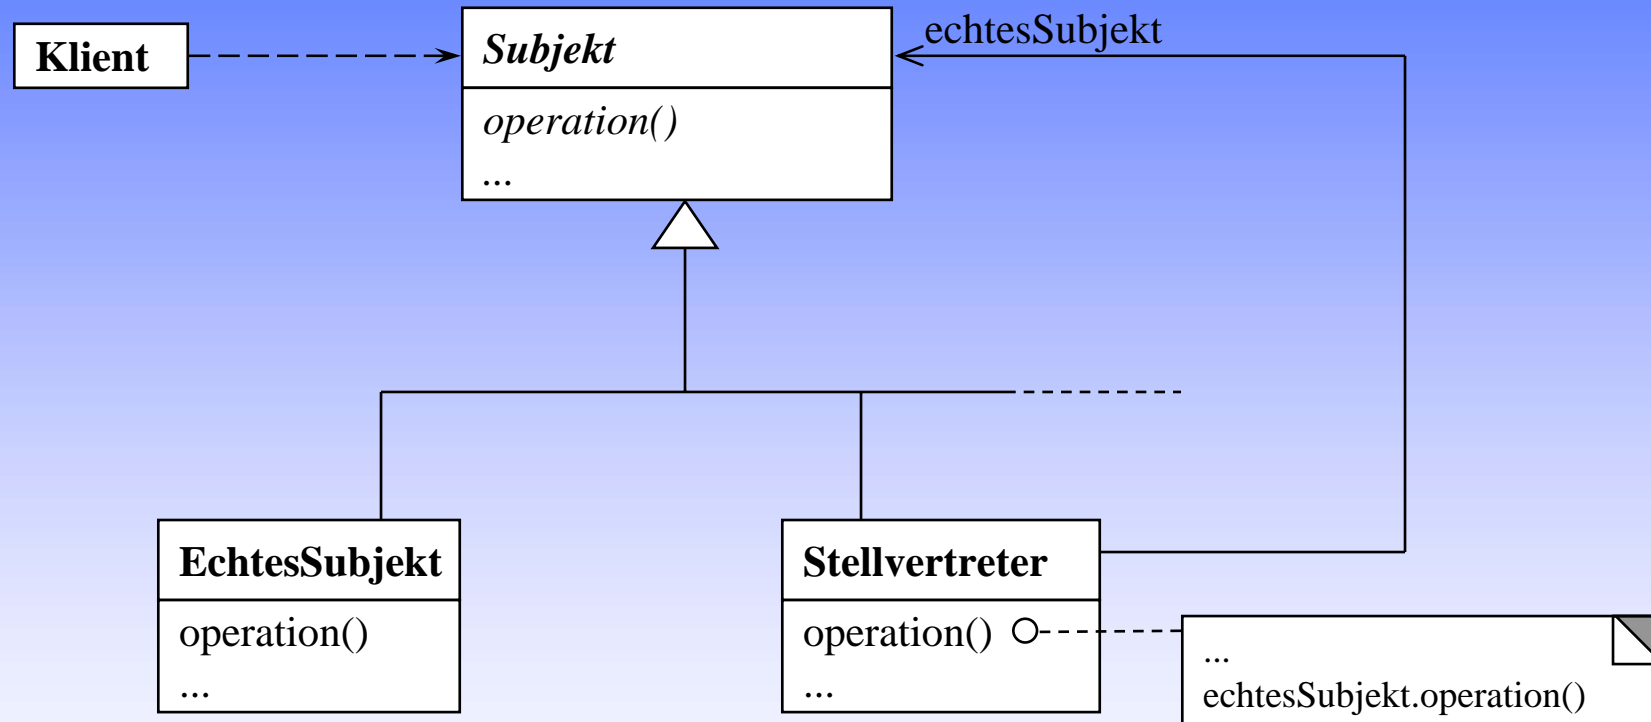 Klient
Subjekt
echtesSubjekt
operation()
...
EchtesSubjekt
operation()
...
Stellvertreter
operation()
...
...
echtesSubjekt.operation()